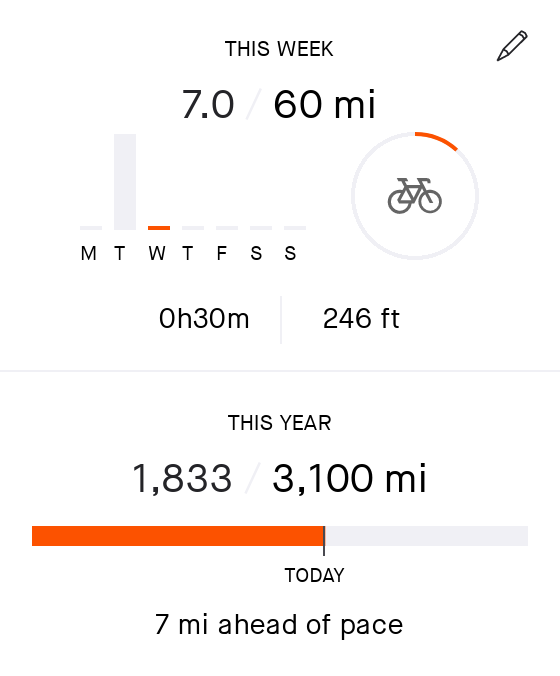 THIS WEEK
7.0 / 60 mi
M T W T F S S
0h30m 246 ft
THIS YEAR
1,833 / 3,100 mi
TODAY
7 mi ahead of pace